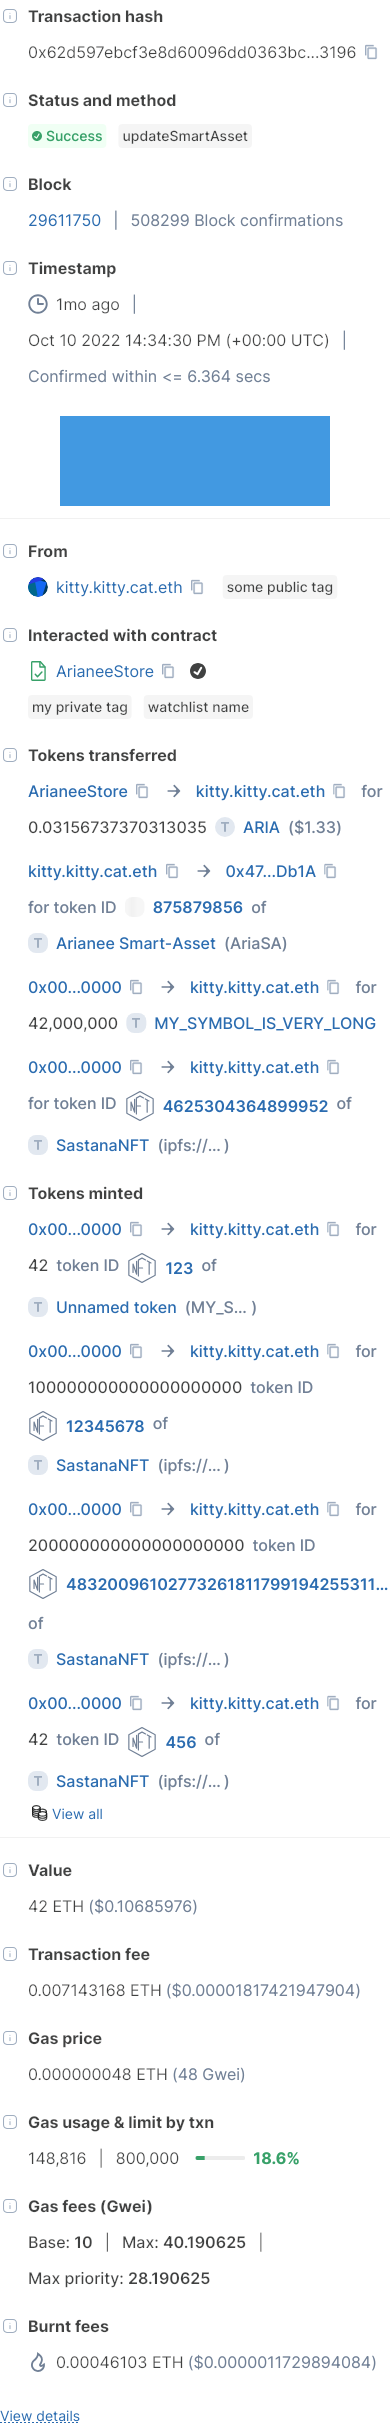 Transaction hash
0x62d597ebcf3e8d60096dd0363bc...3196
Status and method
Success updateSmartAsset
Block
29611750 | 508299 Block confirmations
Timestamp
1mo ago |
Oct 10 2022 14:34:30 PM (+00:00 UTC) |
Confirmed within <= 6.364 secs
From
kitty.kitty.cat.eth some public tag
Interacted with contract
ArianeeStore
my private tag watchlist name
Tokens transferred
ArianeeStore → kitty.kitty.cat.eth for
0.03156737370313035 T ARIA ($1.33)
kitty.kitty.cat.eth → 0x47...Db1A
for token ID 875879856 of
T Arianee Smart-Asset (AriaSA)
0x00...0000 → kitty.kitty.cat.eth for
42,000,000 T MY_SYMBOL_IS_VERY_LONG
0x00...0000 → kitty.kitty.cat.eth
for token ID NFT 4625304364899952 of
T SastanaNFT (ipfs://... )
Tokens minted
0x00...0000 → kitty.kitty.cat.eth for
42 token ID NFT 123 of
T Unnamed token (MY_S... )
0x00...0000 → kitty.kitty.cat.eth for
100000000000000000000 token ID
NFT 12345678 of
T SastanaNFT (ipfs://... )
0x00...0000 → kitty.kitty.cat.eth for
200000000000000000000 token ID
NFT 483200961027732618117991942553110...
of
T SastanaNFT (ipfs://... )
0x00...0000 → kitty.kitty.cat.eth for
42 token ID NFT 456 of
T SastanaNFT (ipfs://... )
View all
Value
42 ETH ($0.10685976)
Transaction fee
0.007143168 ETH ($0.00001817421947904)
Gas price
0.000000048 ETH (48 Gwei)
Gas usage & limit by txn
148,816 | 800,000 18.6%
Gas fees (Gwei)
Base: 10 | Max: 40.190625 |
Max priority: 28.190625
Burnt fees
0.00046103 ETH ($0.0000011729894084)
View details